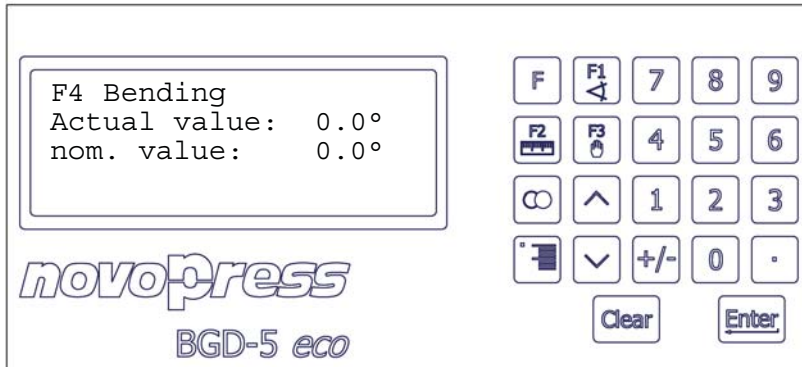 F4 Bending
Actual value: 0.0°
nom. value: 0.0°
novopress
BGD-5 eco
F F1 7 8 9
F2 F3 4 5 6
1 2 3
+/- 0 .
Clear Enter